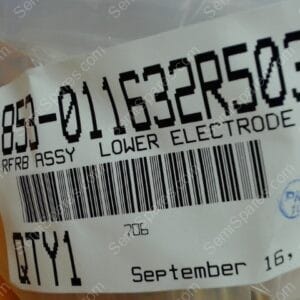 853-011632R503
RFRB ASSY LOWER ELECTRODE
706
QTY1
September 16,